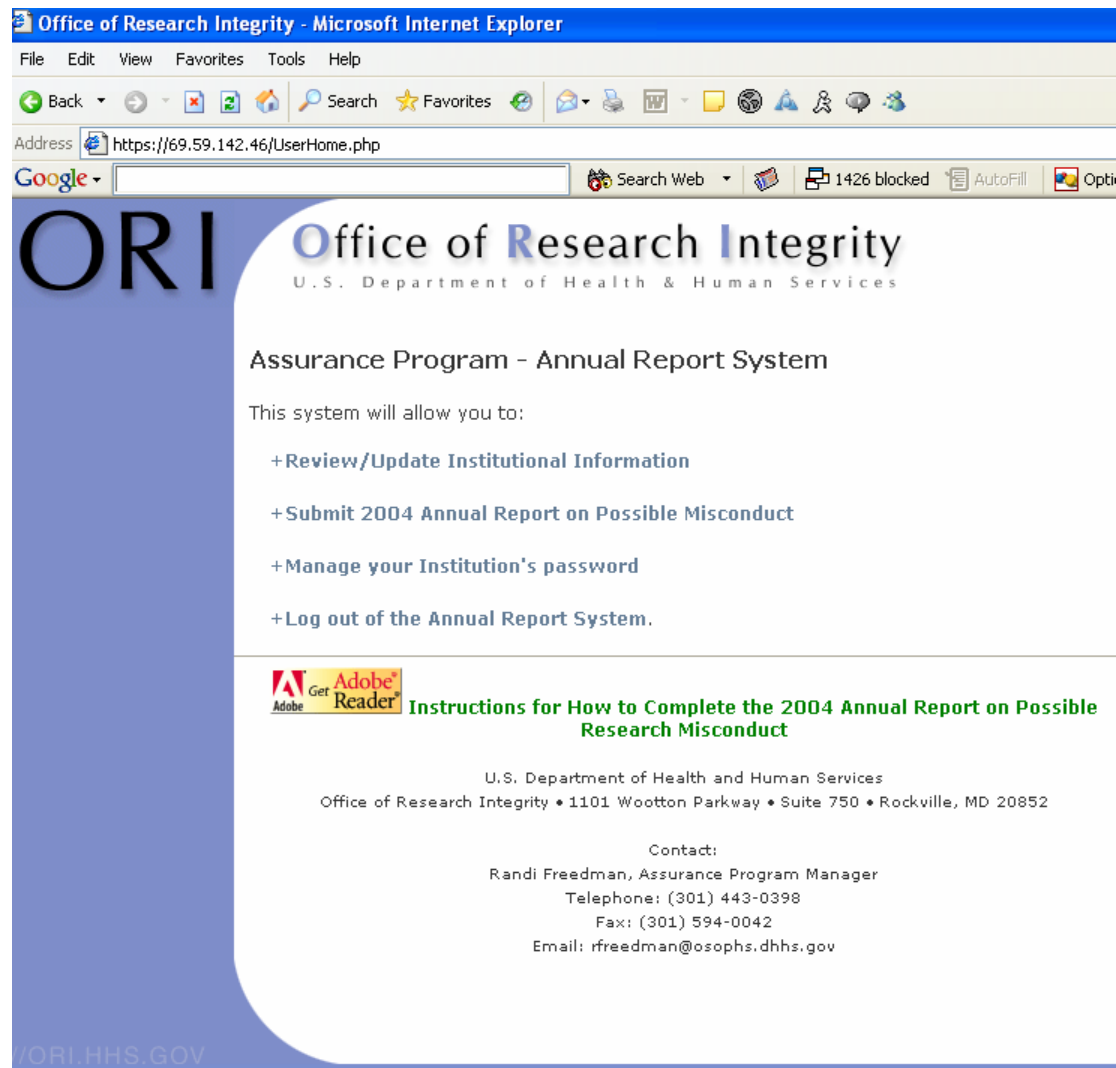 Office of Research Integrity - Microsoft Internet Explorer
File Edit View Favorites Tools Help
Back Search Favorites
Address https://69.59.142.46/UserHome.php
Google Search Web 1426 blocked AutoFill Opti
ORI Office of Research Integrity
U.S. Department of Health & Human Services
Assurance Program - Annual Report System
This system will allow you to:
+Review/Update Institutional Information
+Submit 2004 Annual Report on Possible Misconduct
+Manage your Institution's password
+Log out of the Annual Report System.
Adobe Get Adobe® Reader® Instructions for How to Complete the 2004 Annual Report on Possible
Research Misconduct
U.S. Department of Health and Human Services
Office of Research Integrity • 1101 Wootton Parkway • Suite 750 • Rockville, MD 20852
Contact:
Randi Freedman, Assurance Program Manager
Telephone: (301) 443-0398
Fax: (301) 594-0042
Email: rfreedman@osophs.dhhs.gov
//ORI.HHS.GOV